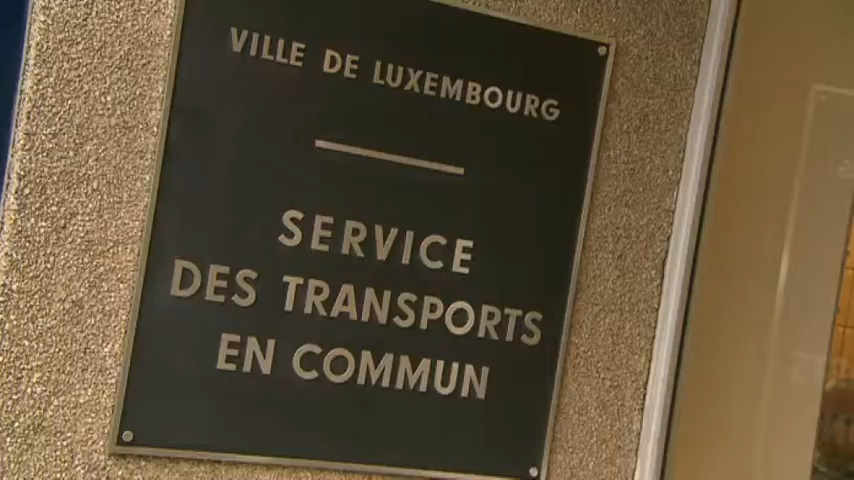 VILLE DE LUXEMBOURG
SERVICE
DES TRANSPORTS
EN COMMUN